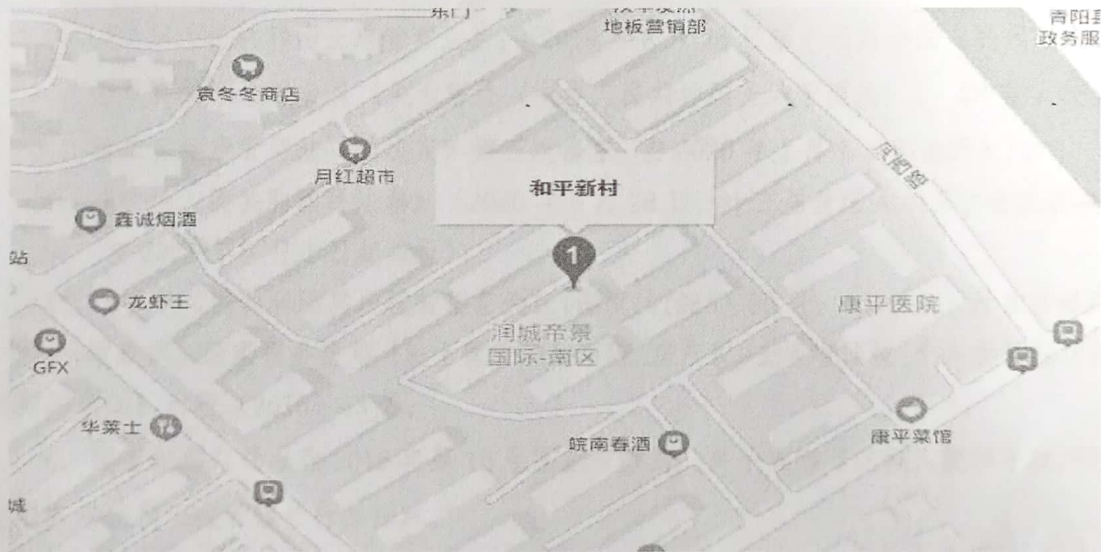 东门
地板营销部
青阳县
政务服
袁冬冬商店
月红超市
和平新村
鑫诚烟酒
站
1
龙虾王
康平医院
润城帝景
国际-南区
GFX
华莱士
皖南春酒
康平菜馆
城